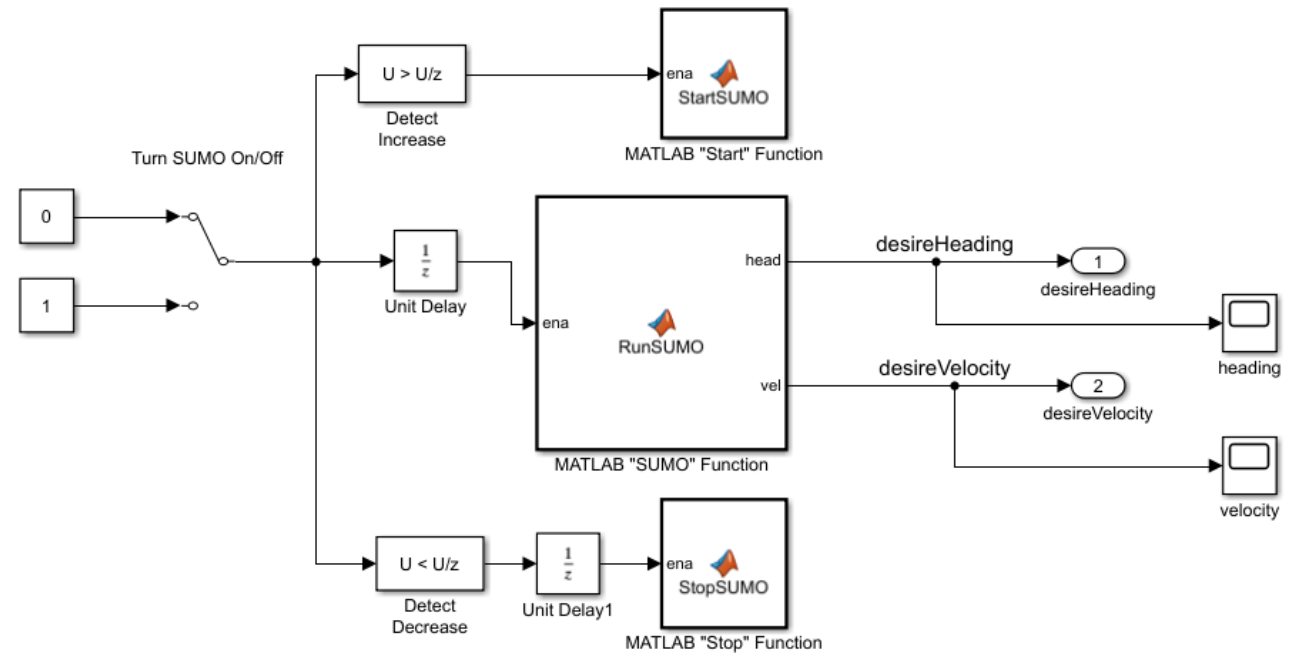 U > U/z
Detect
Increase
ena
StartSUMO
MATLAB "Start" Function
Turn SUMO On/Off
0
1
1
z
Unit Delay
ena
RunSUMO
head
vel
MATLAB "SUMO" Function
desireHeading
1
desireHeading
heading
desireVelocity
2
desireVelocity
velocity
U < U/z
Detect
Decrease
1
z
Unit Delay1
ena
StopSUMO
MATLAB "Stop" Function